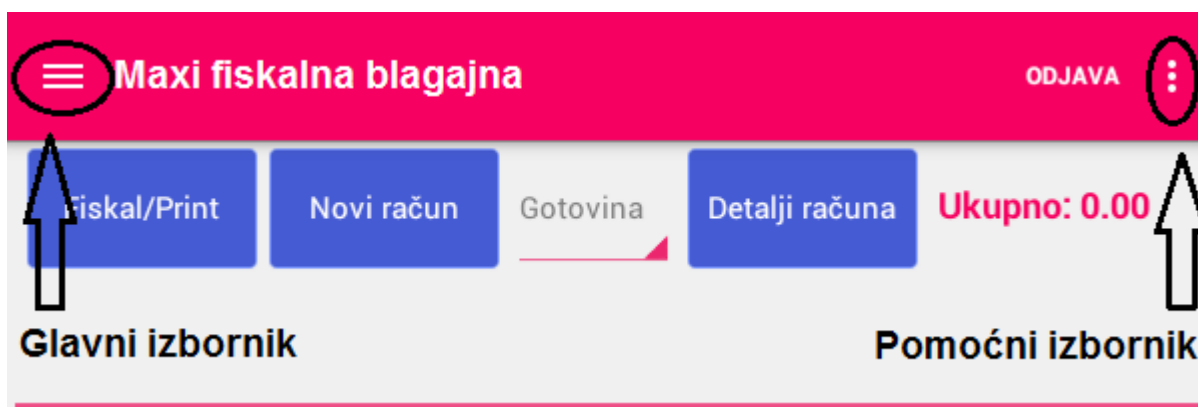 Maxi fiskalna blagajna ODJAVA
Fiskal/Print Novi račun Gotovina Detalji računa Ukupno: 0.00
Glavni izbornik Pomoćni izbornik